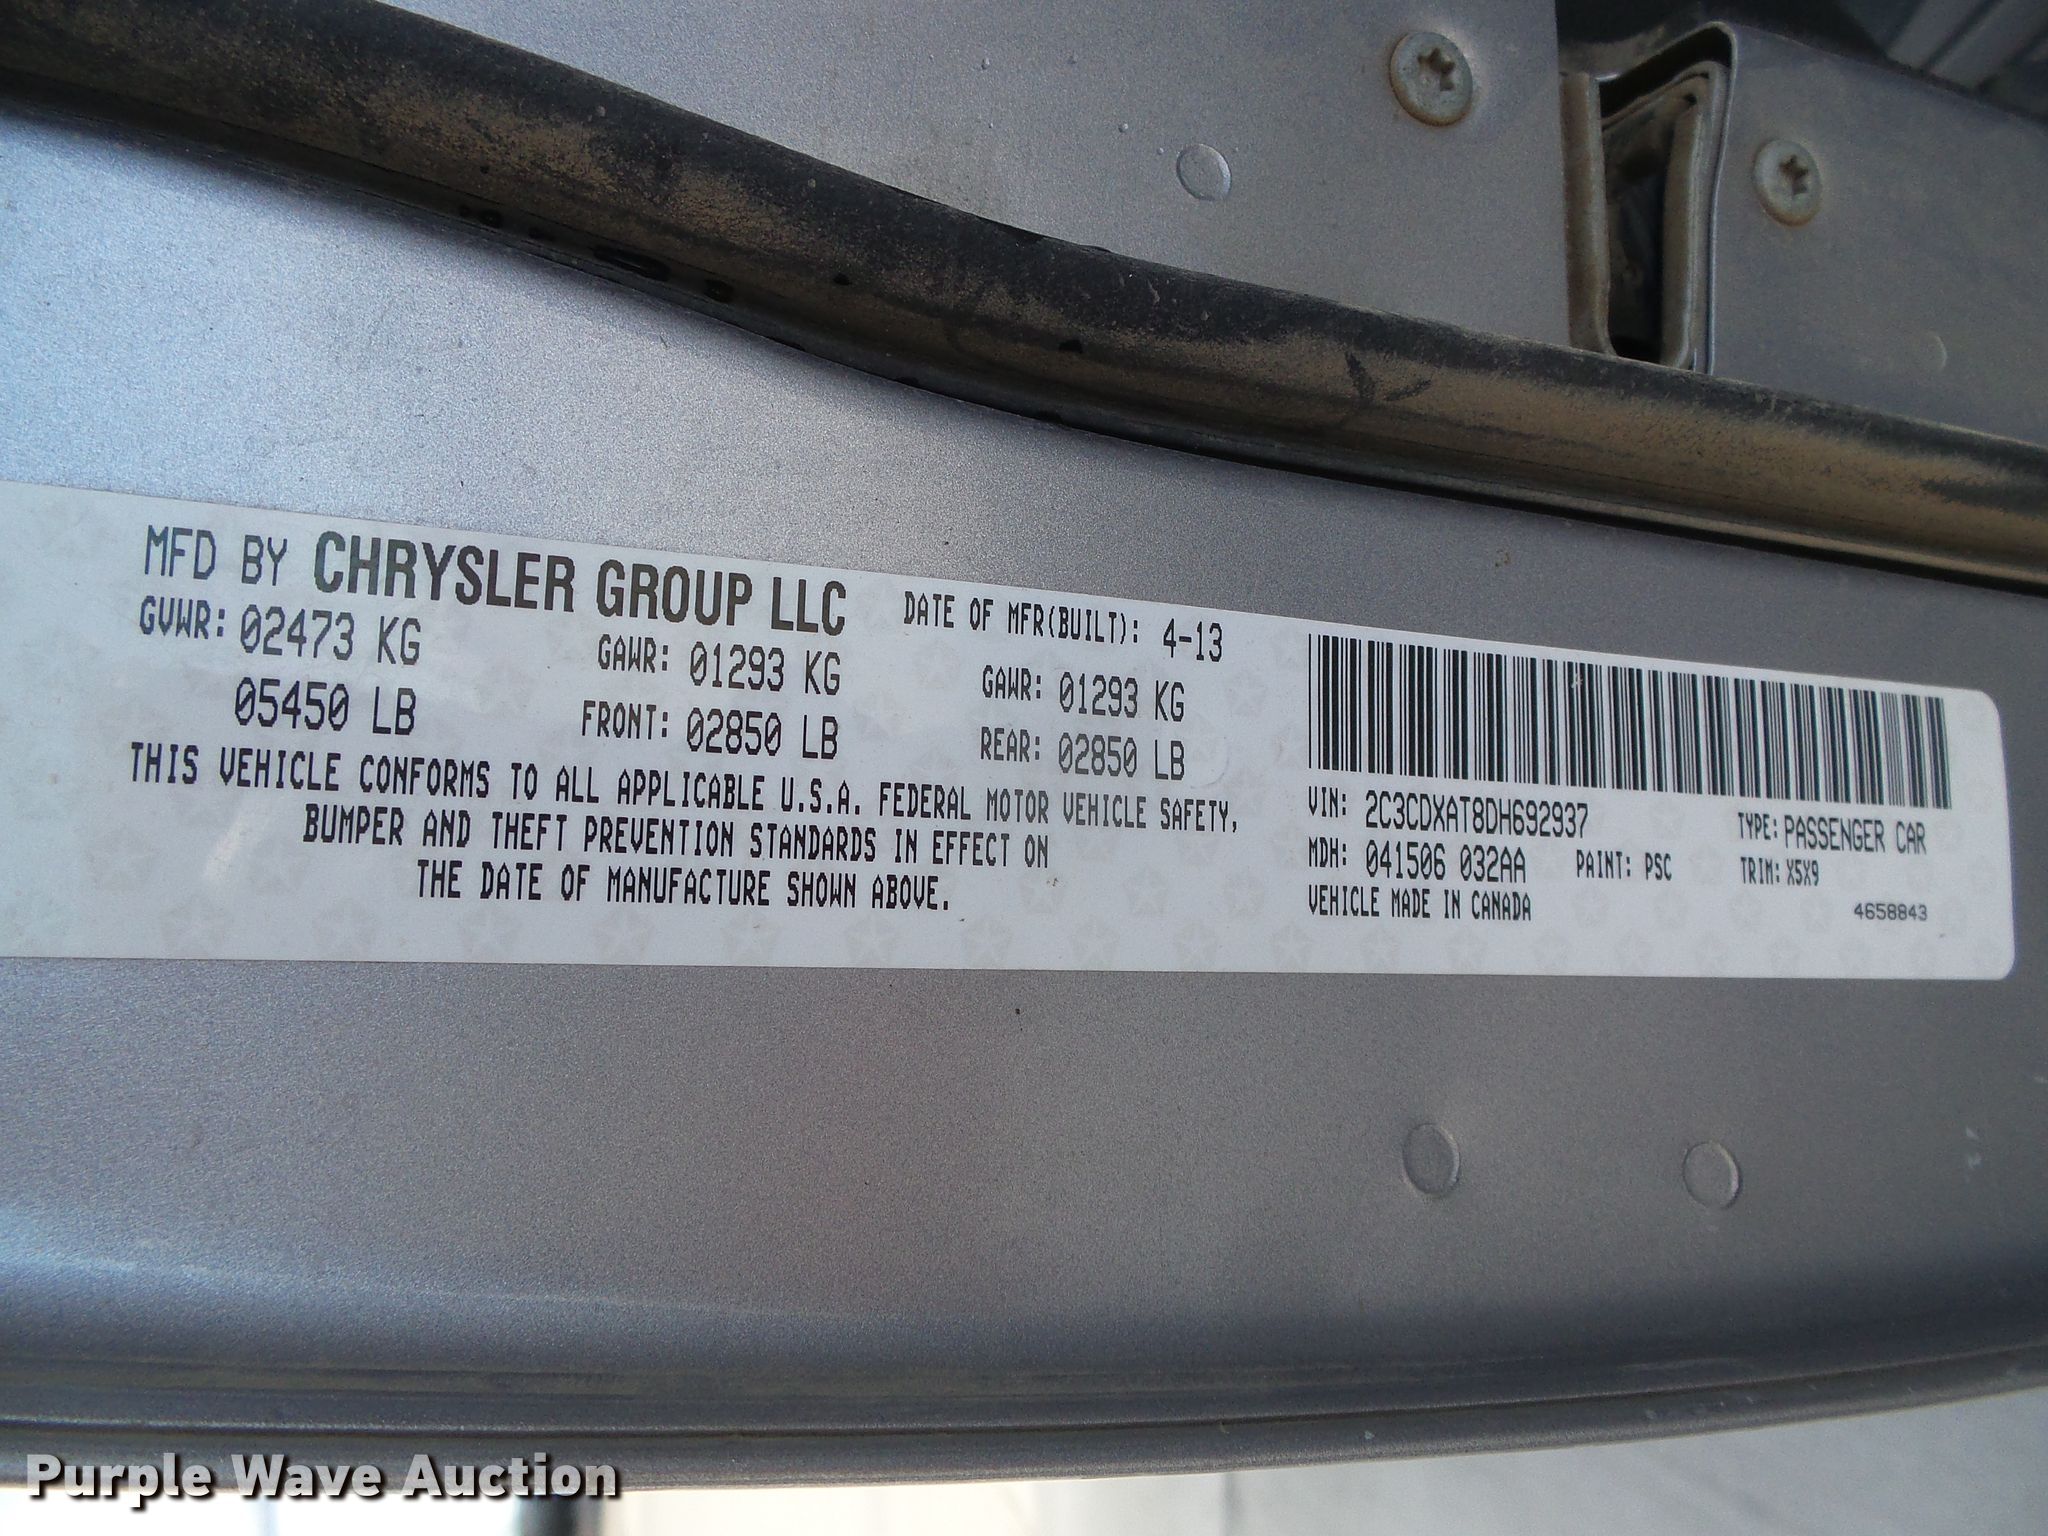 MFD BY CHRYSLER GROUP LLC DATE OF MFR(BUILT): 4-13
GVWR: 02473 KG GAWR: 01293 KG GAWR: 01293 KG
05450 LB FRONT: 02850 LB REAR: 02850 LB
THIS VEHICLE CONFORMS TO ALL APPLICABLE U.S.A. FEDERAL MOTOR VEHICLE SAFETY,
BUMPER AND THEFT PREVENTION STANDARDS IN EFFECT ON
THE DATE OF MANUFACTURE SHOWN ABOVE.
VIN: 2C3CDXAT8DH692937 TYPE: PASSENGER CAR
MDH: 041506 032AA PAINT: PSC TRIM: X5X9
VEHICLE MADE IN CANADA 4658843
Purple Wave Auction